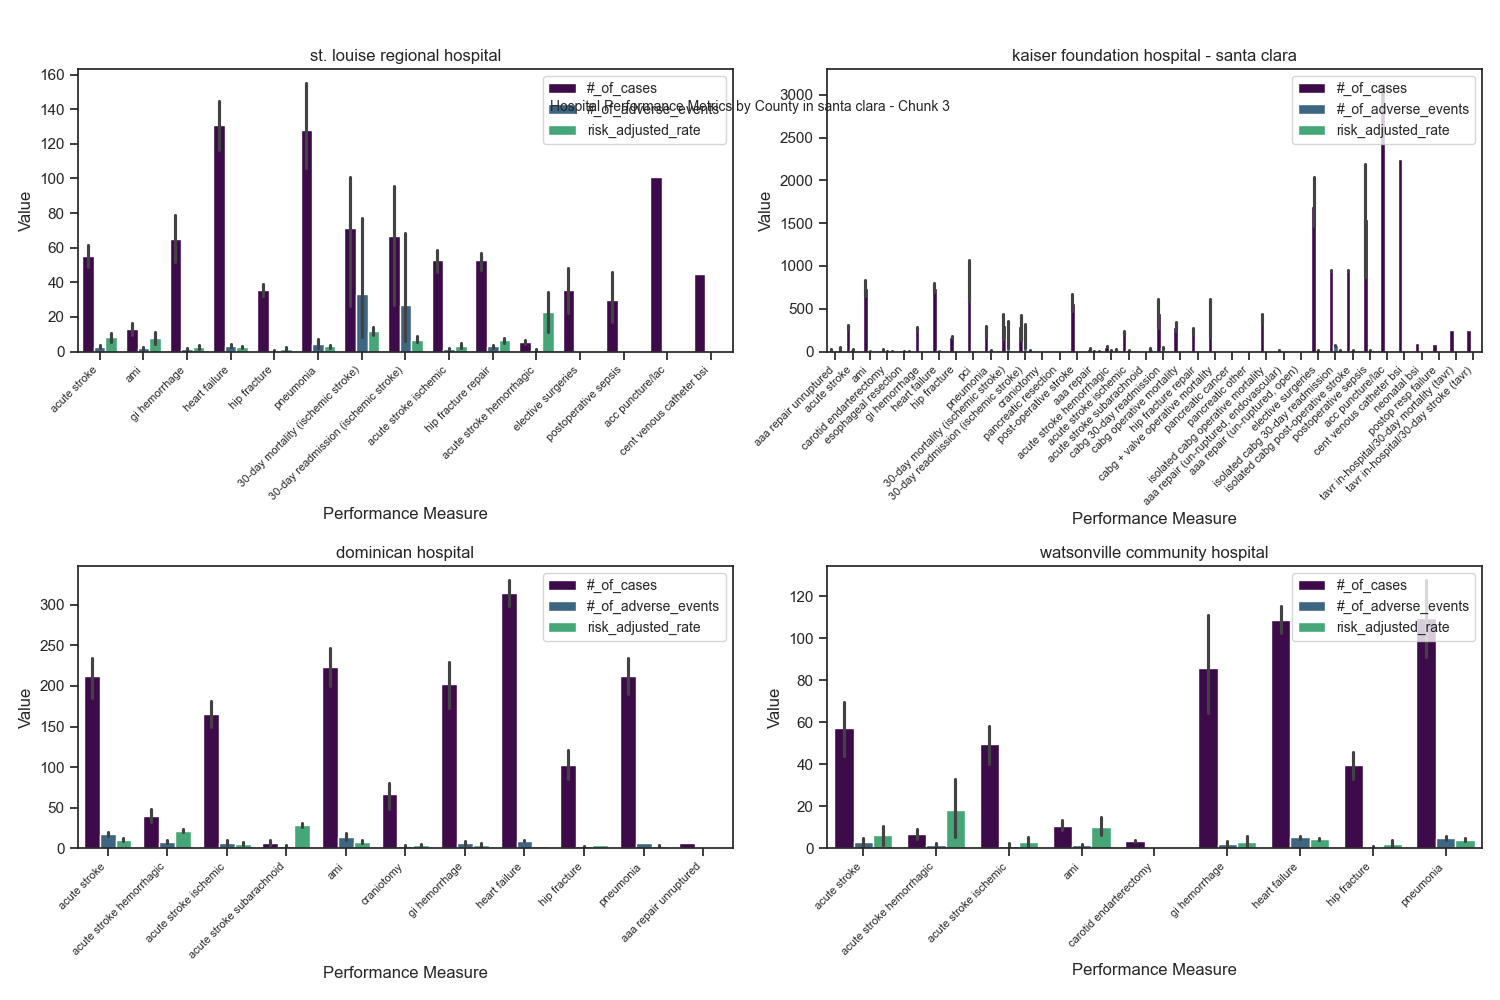 st. louise regional hospital
Value
160
140
120
100
80
60
40
20
0
#_of_cases
#_of_adverse_events
risk_adjusted_rate
acute stroke
ami
gi hemorrhage
heart failure
hip fracture
pneumonia
30-day mortality (ischemic stroke)
30-day readmission (ischemic stroke)
acute stroke ischemic
hip fracture repair
acute stroke hemorrhagic
elective surgeries
postoperative sepsis
acc puncture/lac
cent venous catheter bsi
Performance Measure
Hospital Performance Metrics by County in santa clara - Chunk 3
kaiser foundation hospital - santa clara
Value
3000
2500
2000
1500
1000
500
0
#_of_cases
#_of_adverse_events
risk_adjusted_rate
aaa repair unruptured
acute stroke
ami
carotid endarterectomy
esophageal resection
gi hemorrhage
heart failure
hip fracture
pci
pneumonia
30-day mortality (ischemic stroke)
30-day readmission (ischemic stroke)
craniotomy
pancreatic resection
post-operative stroke
aaa repair
acute stroke hemorrhagic
acute stroke ischemic
acute stroke subarachnoid
cabg 30-day readmission
cabg operative mortality
hip fracture repair
cabg + valve operative mortality
pancreatic cancer
pancreatic other
isolated cabg operative mortality
aaa repair (un-ruptured, endovascular)
aaa repair (un-ruptured, open)
elective surgeries
isolated cabg 30-day readmission
isolated cabg post-operative stroke
postoperative sepsis
acc puncture/lac
cent venous catheter bsi
neonatal bsi
postop resp failure
tavr in-hospital/30-day mortality (tavr)
tavr in-hospital/30-day stroke (tavr)
Performance Measure
dominican hospital
Value
300
250
200
150
100
50
0
#_of_cases
#_of_adverse_events
risk_adjusted_rate
acute stroke
acute stroke hemorrhagic
acute stroke ischemic
acute stroke subarachnoid
ami
craniotomy
gi hemorrhage
heart failure
hip fracture
pneumonia
aaa repair unruptured
Performance Measure
watsonville community hospital
Value
120
100
80
60
40
20
0
#_of_cases
#_of_adverse_events
risk_adjusted_rate
acute stroke
acute stroke hemorrhagic
acute stroke ischemic
ami
carotid endarterectomy
gi hemorrhage
heart failure
hip fracture
pneumonia
Performance Measure